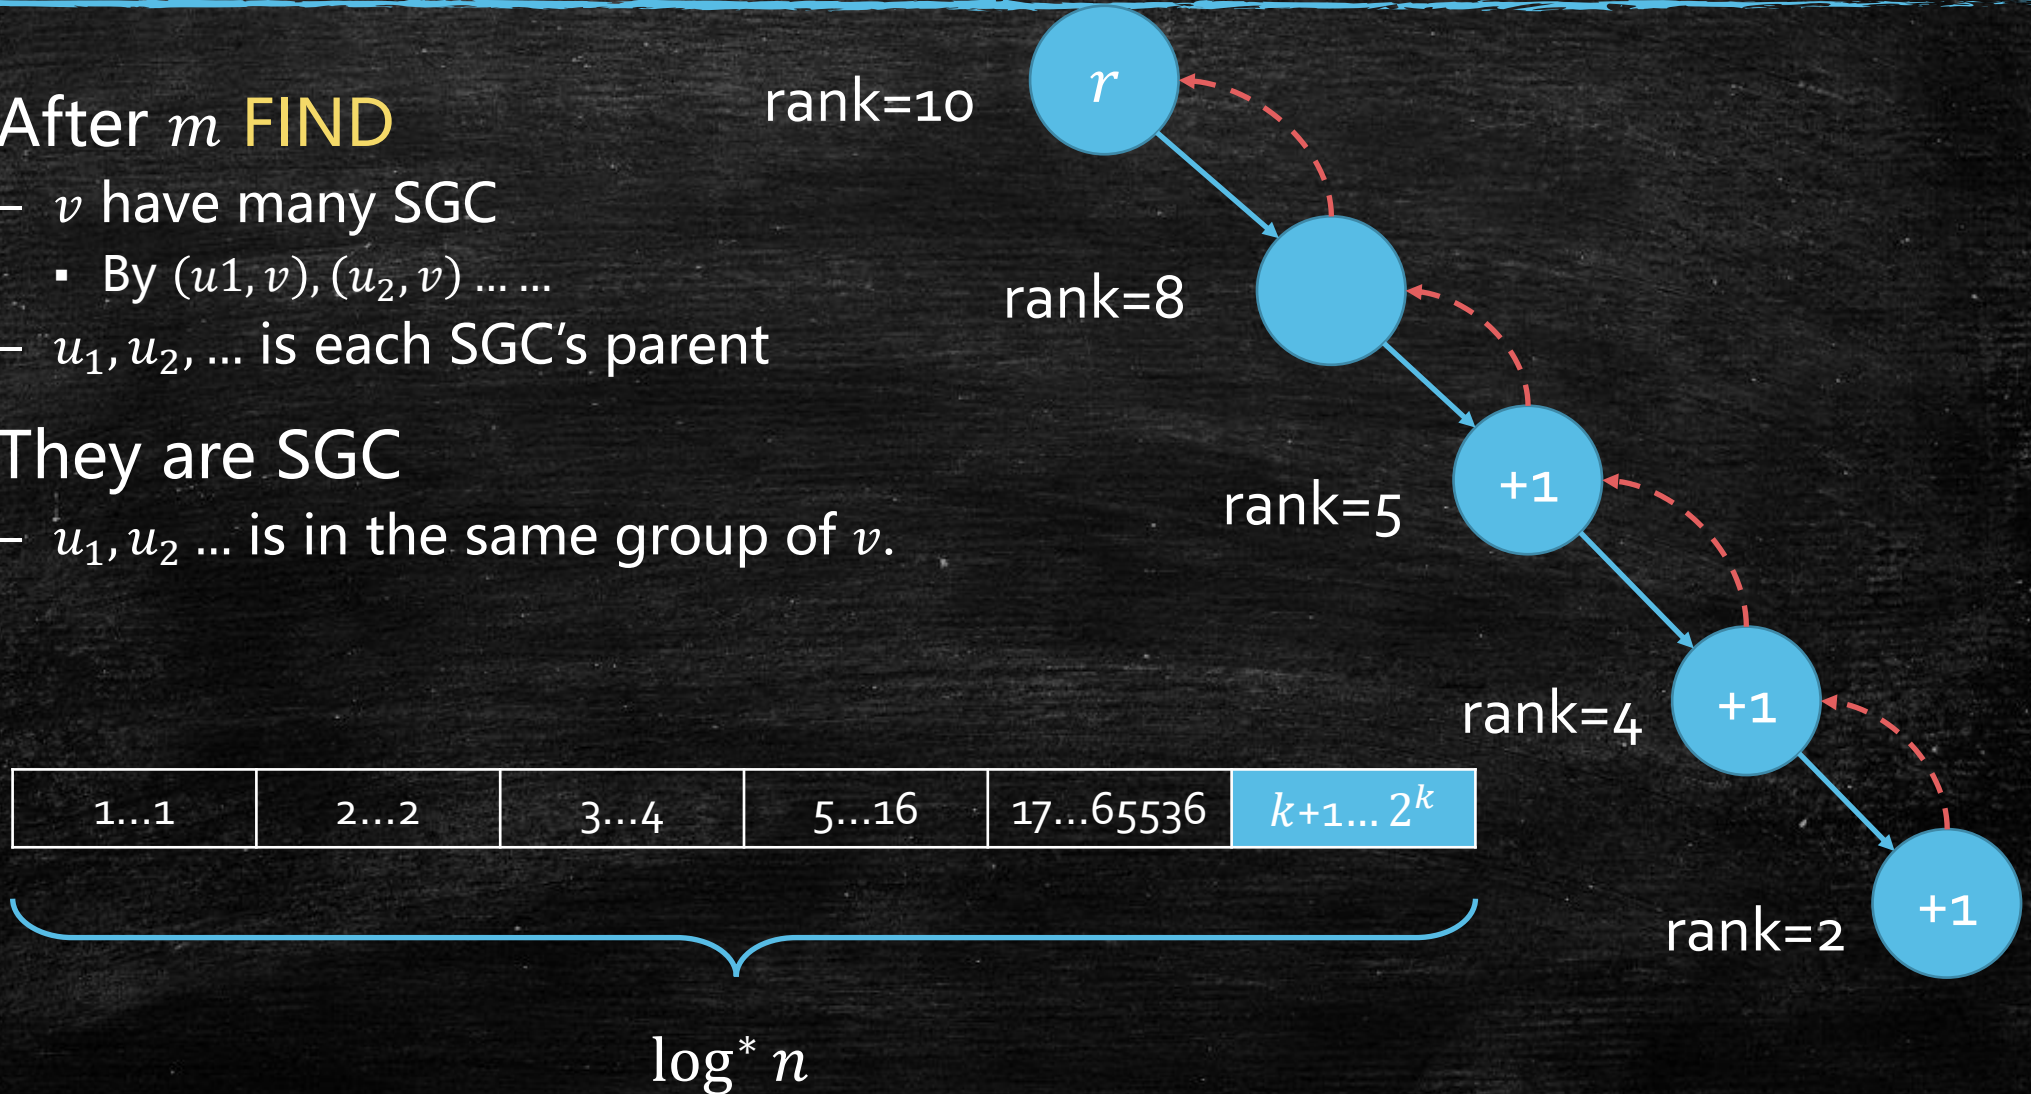 After m FIND
– v have many SGC
▪ By (u1, v), (u₂, v) … …
– u₁, u₂, … is each SGC’s parent
They are SGC
– u₁, u₂ … is in the same group of v.
r
rank=10
rank=8
+1
rank=5
+1
rank=4
+1
rank=2
1…1 2…2 3…4 5…16 17…65536 k+1… 2ᵏ
log* n